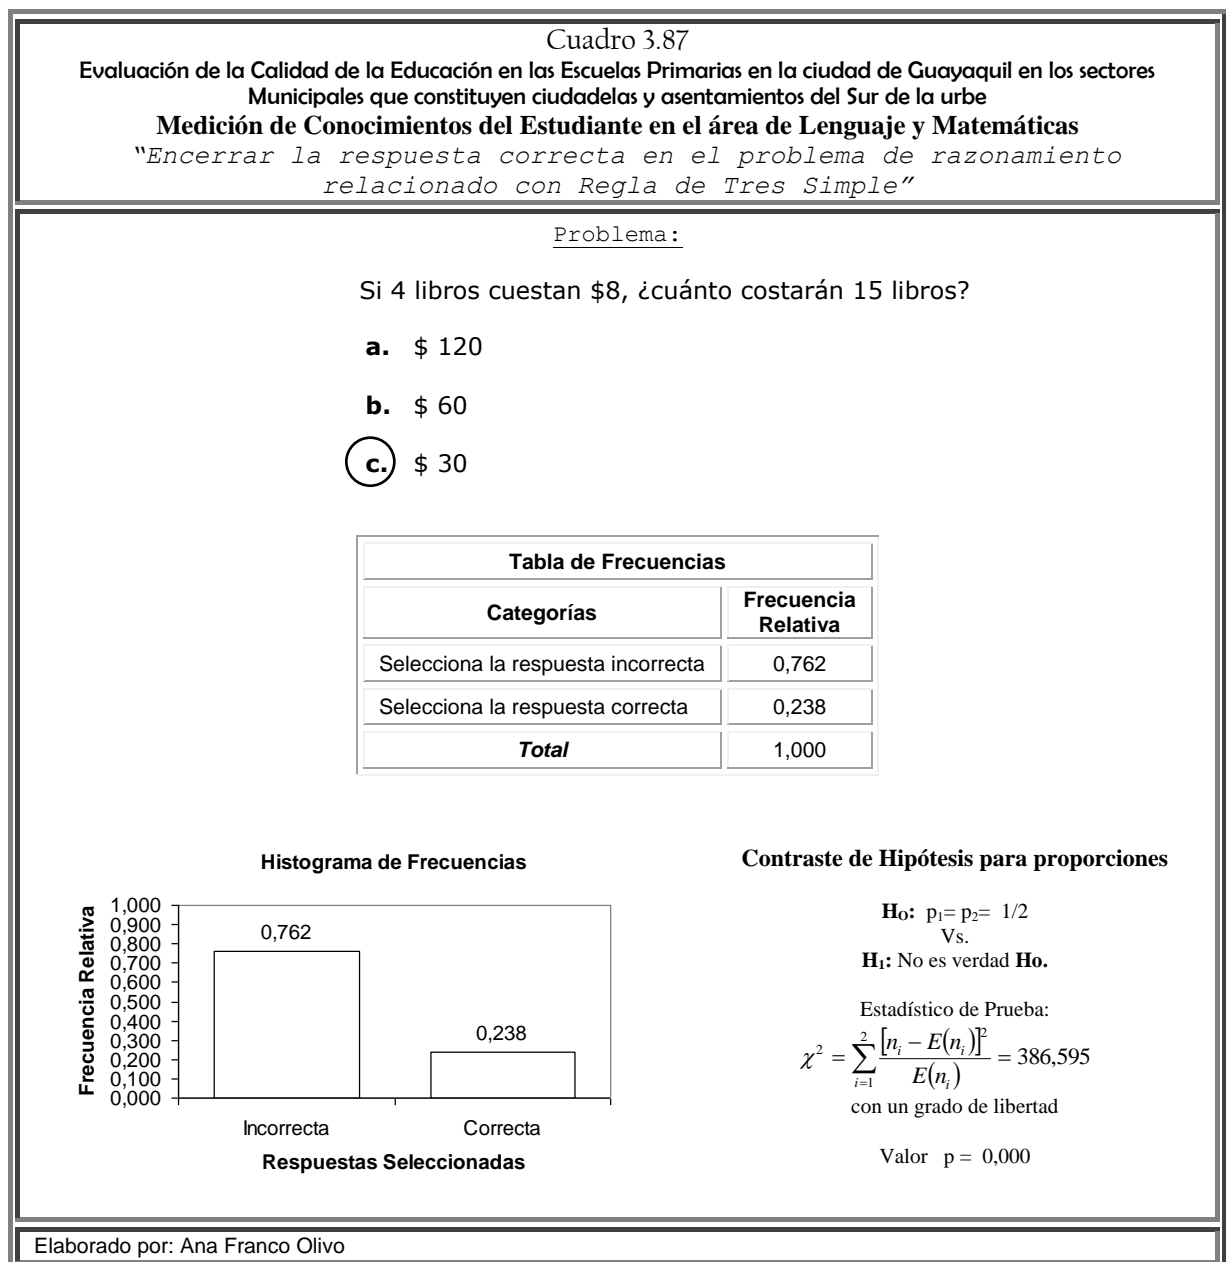 Cuadro 3.87
Evaluación de la Calidad de la Educación en las Escuelas Primarias en la ciudad de Guayaquil en los sectores
Municipales que constituyen ciudadelas y asentamientos del Sur de la urbe
Medición de Conocimientos del Estudiante en el área de Lenguaje y Matemáticas
“Encerrar la respuesta correcta en el problema de razonamiento
relacionado con Regla de Tres Simple”
Problema:
Si 4 libros cuestan $8, ¿cuánto costarán 15 libros?
a. $ 120
b. $ 60
c. $ 30
Tabla de Frecuencias
Categorías Frecuencia Relativa
Selecciona la respuesta incorrecta 0,762
Selecciona la respuesta correcta 0,238
Total 1,000
Histograma de Frecuencias
Frecuencia Relativa
1,000
0,900
0,800
0,700
0,600
0,500
0,400
0,300
0,200
0,100
0,000
0,762
0,238
Incorrecta Correcta
Respuestas Seleccionadas
Contraste de Hipótesis para proporciones
H₀: p₁= p₂= 1/2
Vs.
H₁: No es verdad Ho.
Estadístico de Prueba:
χ² = ∑_{i=1}^{2} [n_i − E(n_i)]² / E(n_i) = 386,595
con un grado de libertad
Valor p = 0,000
Elaborado por: Ana Franco Olivo